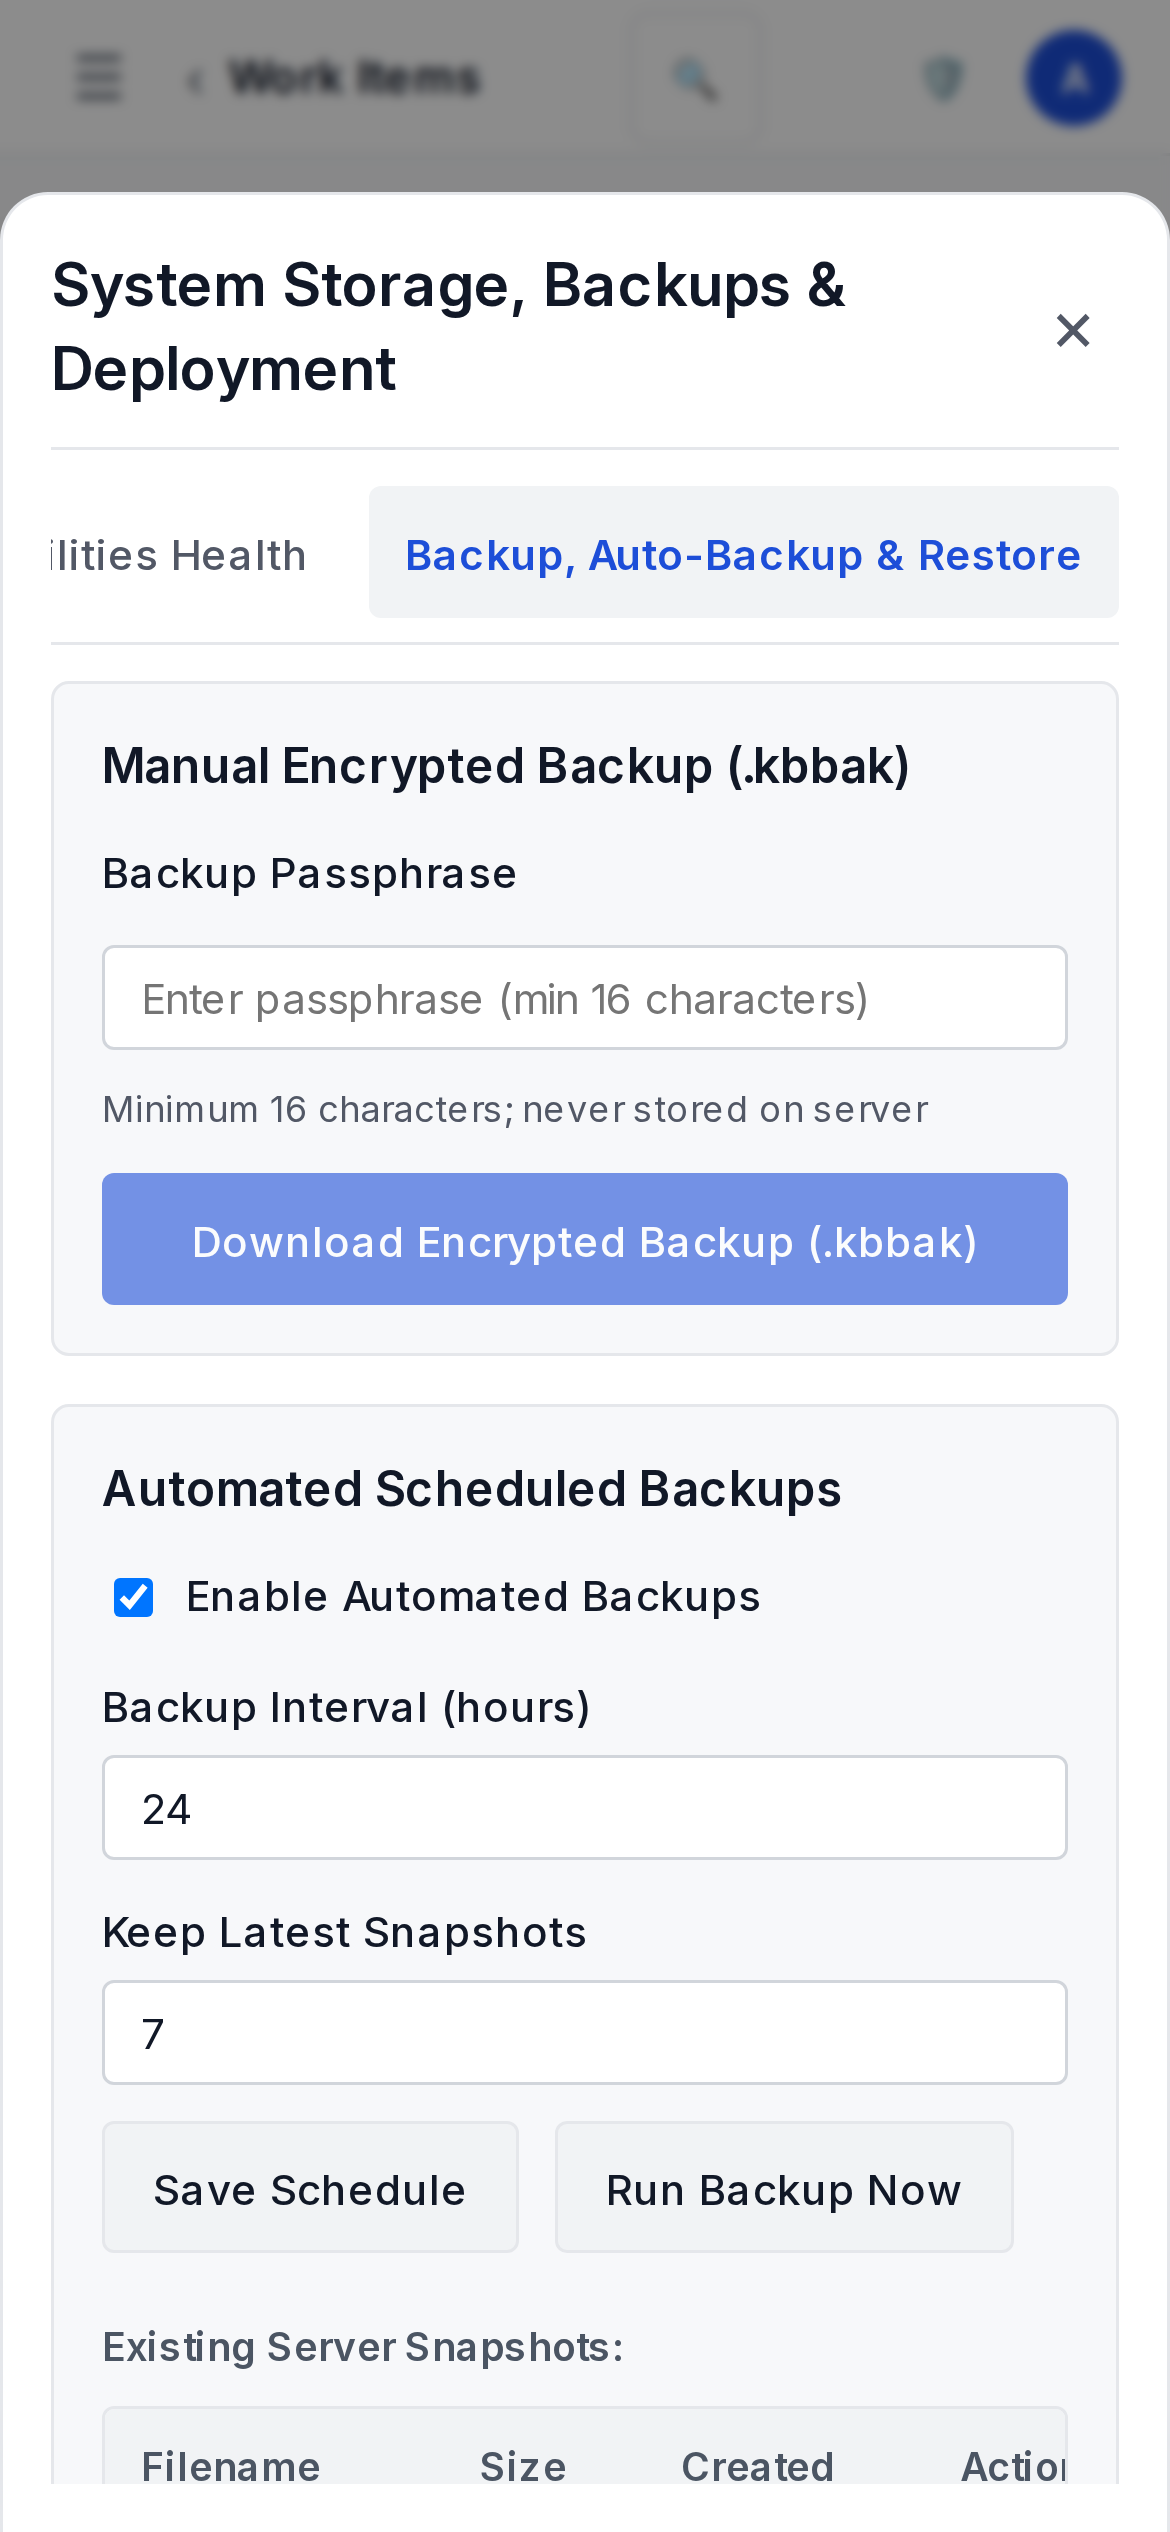 Work Items
A
System Storage, Backups &
Deployment
ilities Health
Backup, Auto-Backup & Restore
Manual Encrypted Backup (.kbbak)
Backup Passphrase
Enter passphrase (min 16 characters)
Minimum 16 characters; never stored on server
Download Encrypted Backup (.kbbak)
Automated Scheduled Backups
Enable Automated Backups
Backup Interval (hours)
24
Keep Latest Snapshots
7
Save Schedule
Run Backup Now
Existing Server Snapshots:
Filename Size Created Action